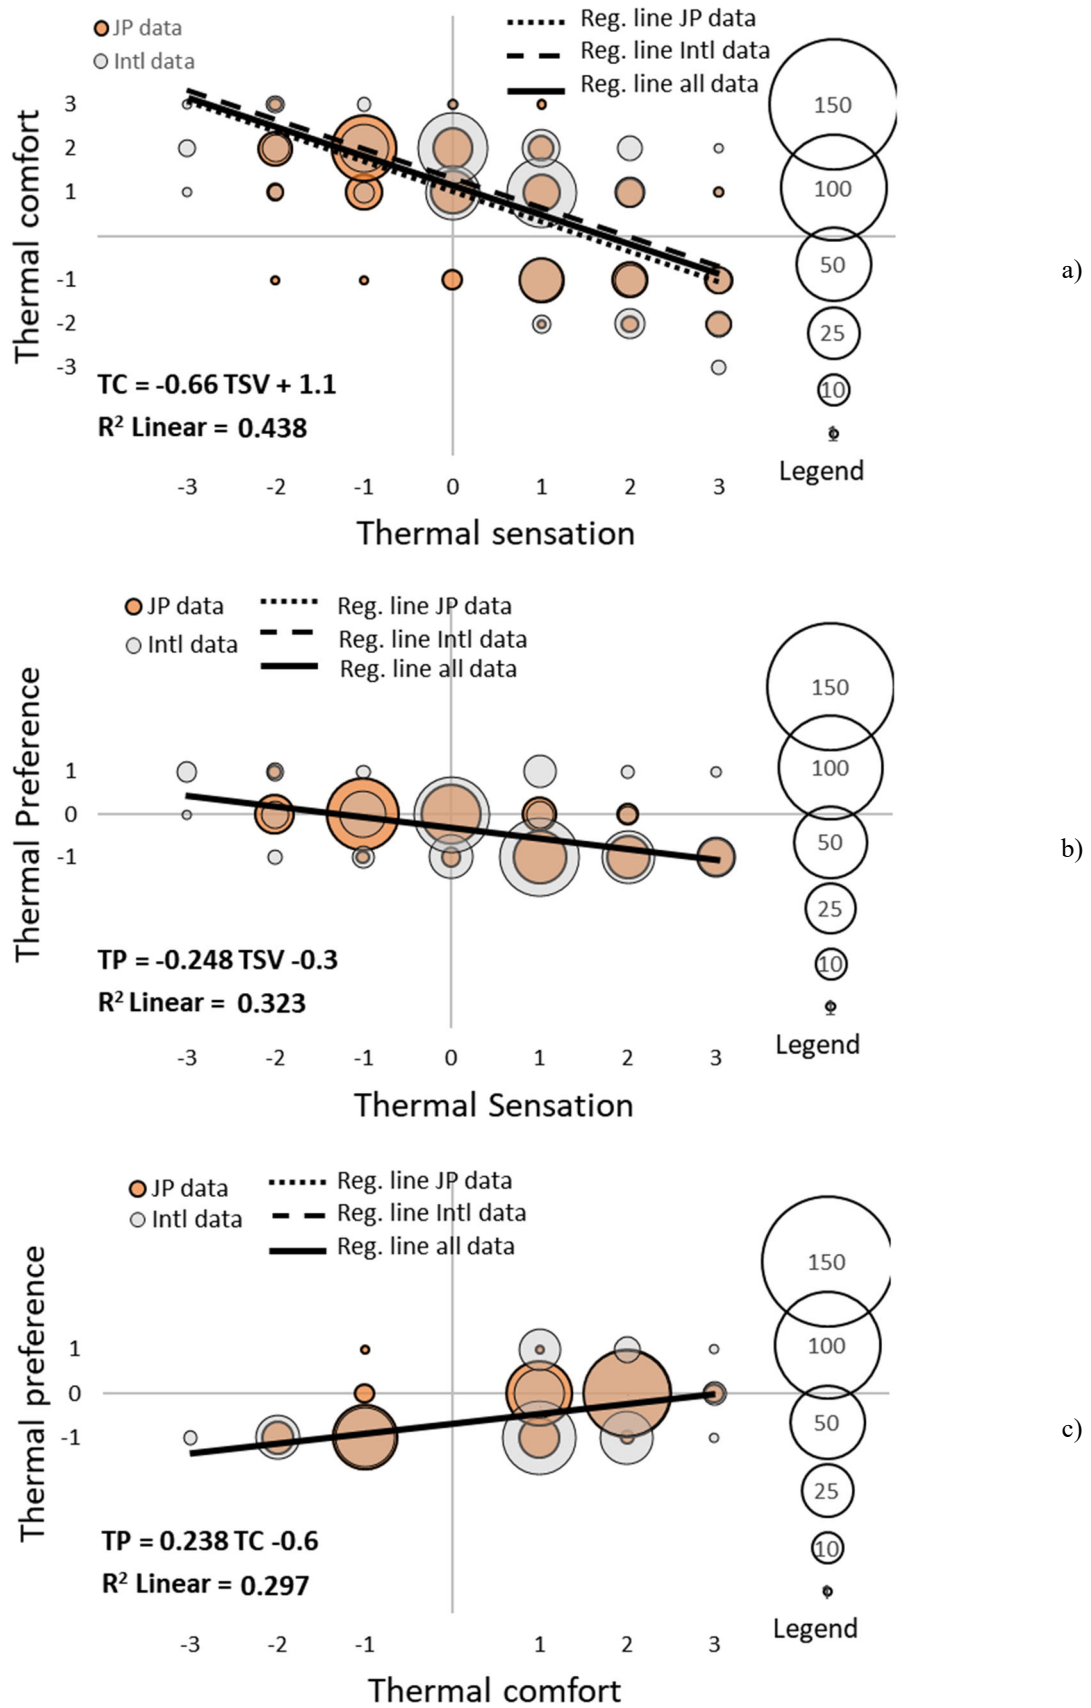 JP data
Intl data
Reg. line JP data
Reg. line Intl data
Reg. line all data
Thermal comfort
3
2
1
-1
-2
-3
150
100
50
25
10
1
Legend
TC = -0.66 TSV + 1.1
R² Linear = 0.438
-3 -2 -1 0 1 2 3
Thermal sensation
a)
JP data
Intl data
Reg. line JP data
Reg. line Intl data
Reg. line all data
Thermal Preference
1
0
-1
150
100
50
25
10
1
Legend
TP = -0.248 TSV -0.3
R² Linear = 0.323
-3 -2 -1 0 1 2 3
Thermal Sensation
b)
JP data
Intl data
Reg. line JP data
Reg. line Intl data
Reg. line all data
Thermal preference
1
0
-1
150
100
50
25
10
Legend
TP = 0.238 TC -0.6
R² Linear = 0.297
-3 -2 -1 1 2 3
Thermal comfort
c)